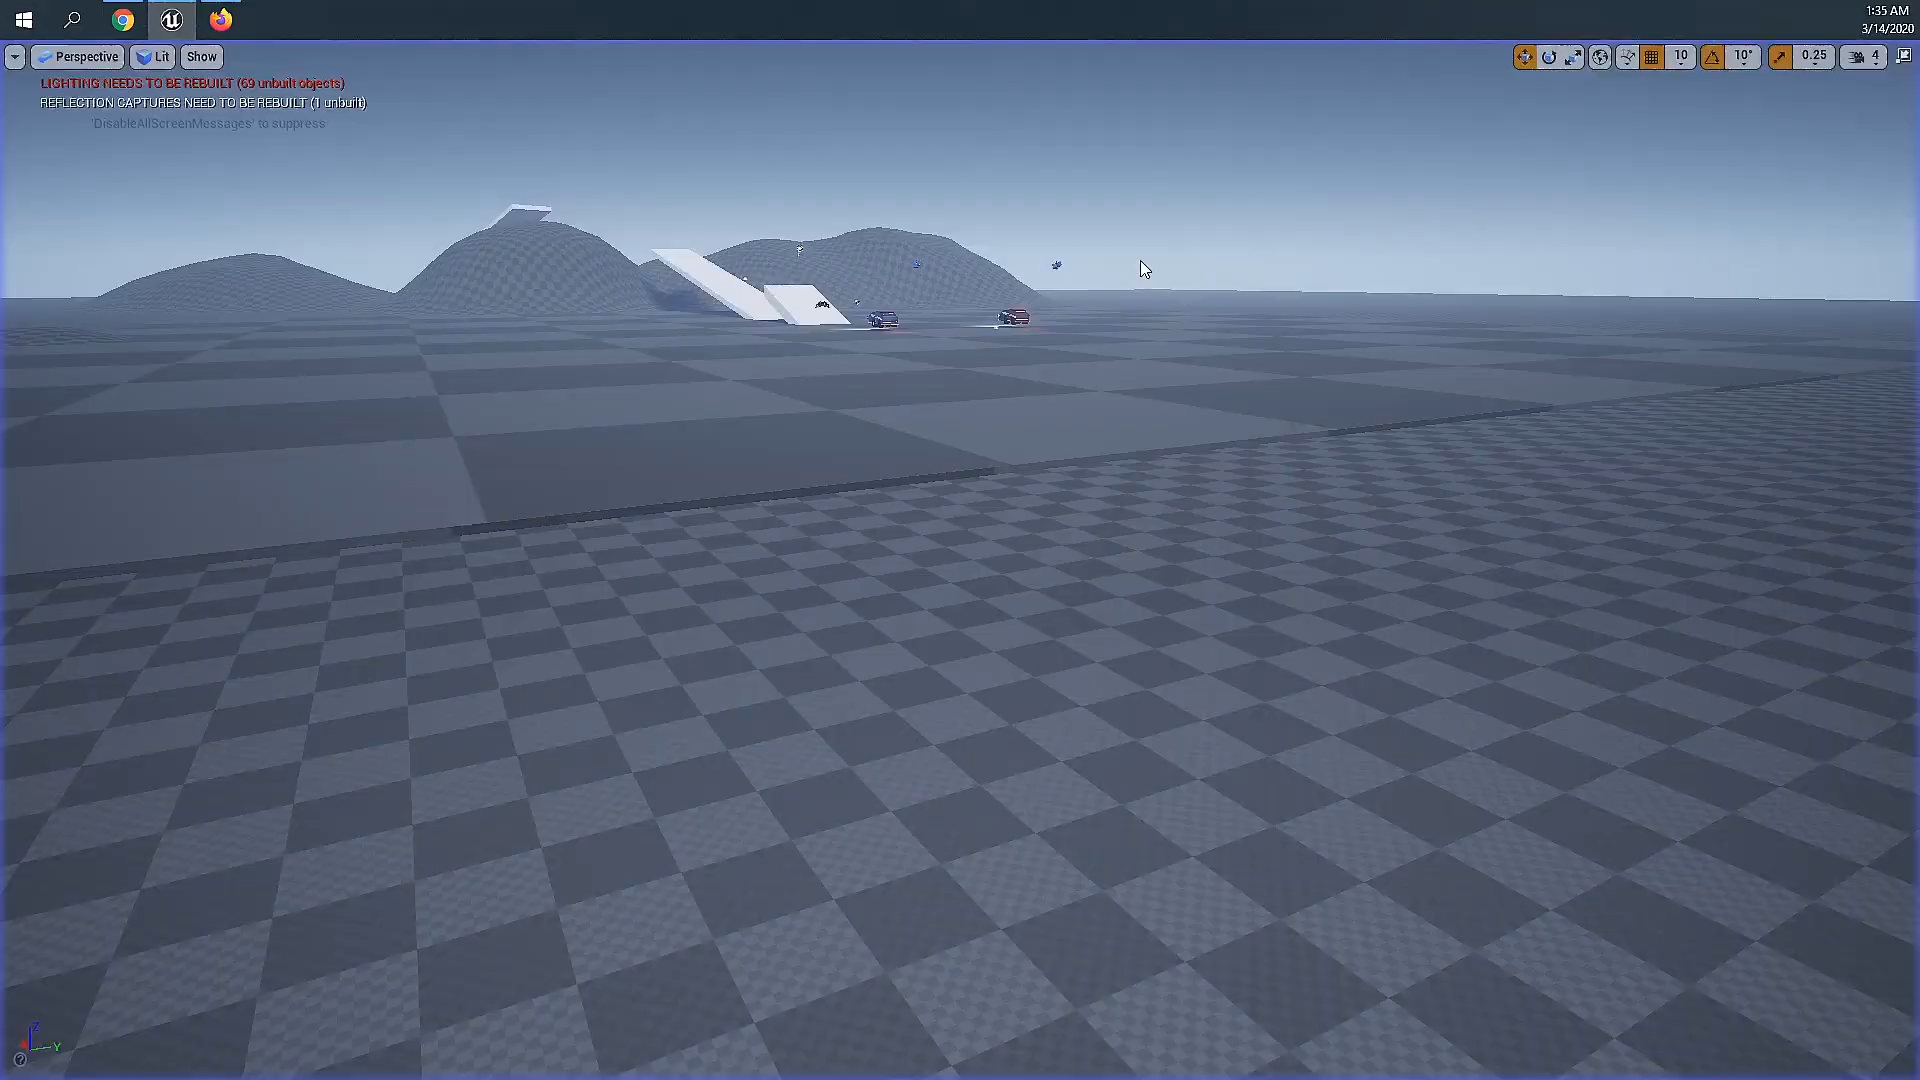 1:35 AM
3/14/2020
Perspective Lit Show 10 10° 0.25 4
LIGHTING NEEDS TO BE REBUILT (69 unbuilt objects)
REFLECTION CAPTURES NEED TO BE REBUILT (1 unbuilt)
'DisableAllScreenMessages' to suppress
Z
Y